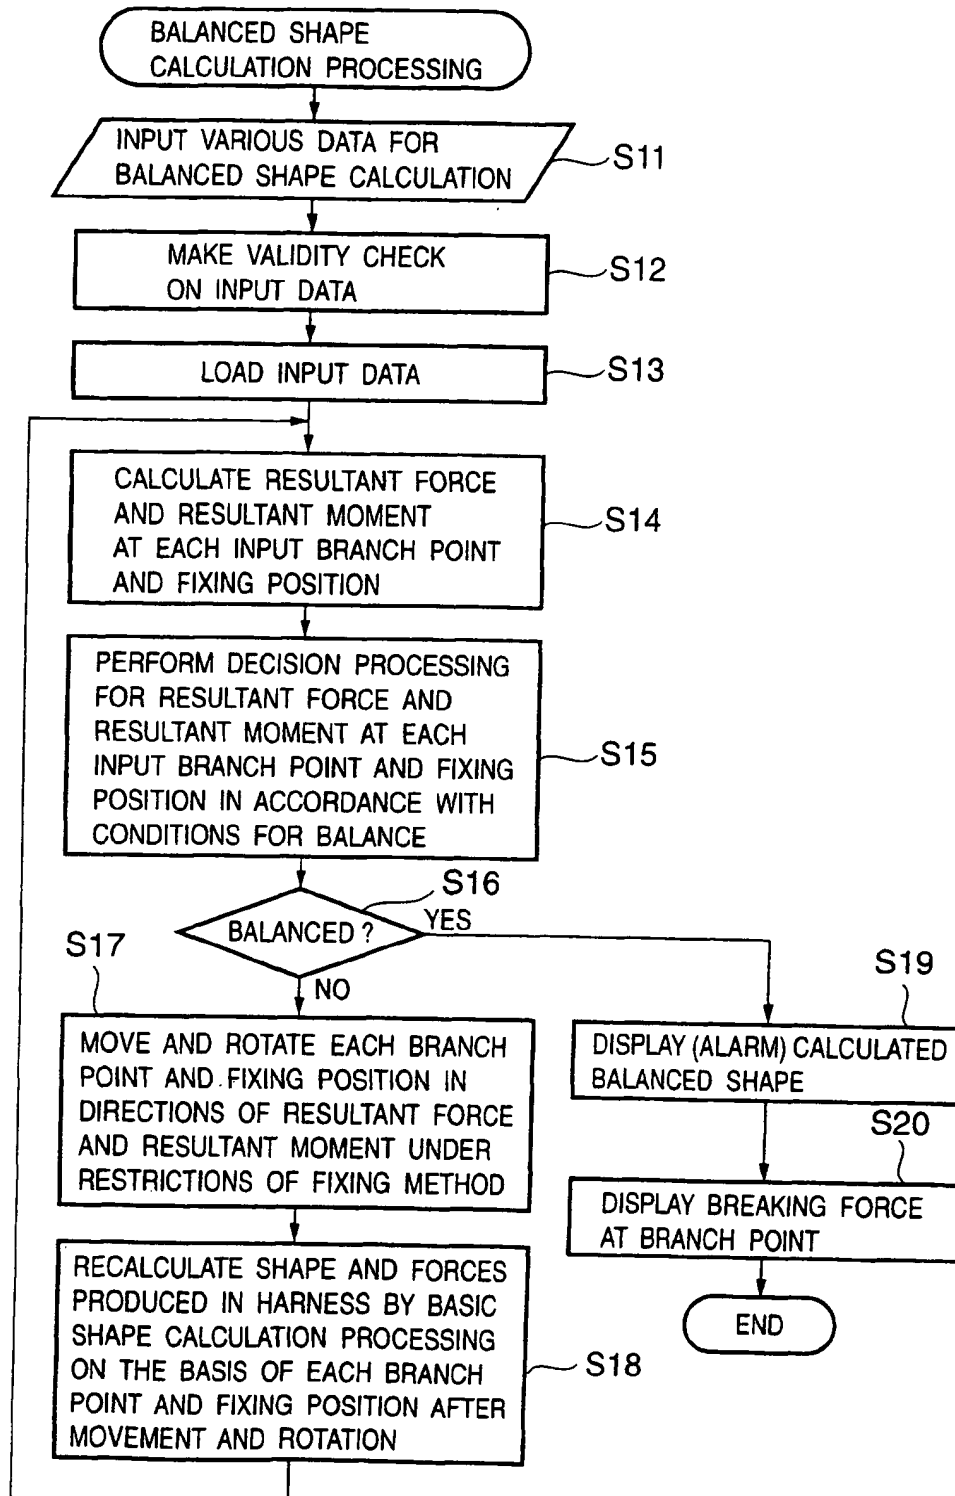 BALANCED SHAPE
CALCULATION PROCESSING
INPUT VARIOUS DATA FOR
BALANCED SHAPE CALCULATION
S11
MAKE VALIDITY CHECK
ON INPUT DATA
S12
LOAD INPUT DATA
S13
CALCULATE RESULTANT FORCE
AND RESULTANT MOMENT
AT EACH INPUT BRANCH POINT
AND FIXING POSITION
S14
PERFORM DECISION PROCESSING
FOR RESULTANT FORCE AND
RESULTANT MOMENT AT EACH
INPUT BRANCH POINT AND FIXING
POSITION IN ACCORDANCE WITH
CONDITIONS FOR BALANCE
S15
S16
BALANCED ?
YES
NO
S17
MOVE AND ROTATE EACH BRANCH
POINT AND FIXING POSITION IN
DIRECTIONS OF RESULTANT FORCE
AND RESULTANT MOMENT UNDER
RESTRICTIONS OF FIXING METHOD
RECALCULATE SHAPE AND FORCES
PRODUCED IN HARNESS BY BASIC
SHAPE CALCULATION PROCESSING
ON THE BASIS OF EACH BRANCH
POINT AND FIXING POSITION AFTER
MOVEMENT AND ROTATION
S18
S19
DISPLAY (ALARM) CALCULATED
BALANCED SHAPE
S20
DISPLAY BREAKING FORCE
AT BRANCH POINT
END